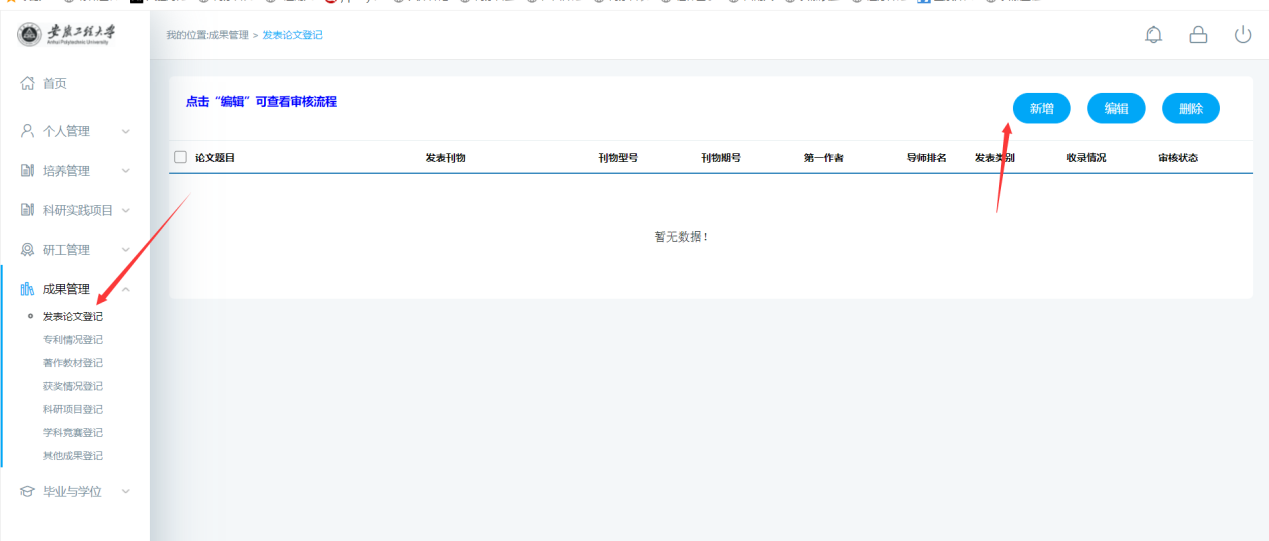 安徽工程大学
Anhui Polytechnic University
我的位置:成果管理 > 发表论文登记
首页
个人管理
培养管理
科研实践项目
研工管理
成果管理
发表论文登记
专利情况登记
著作教材登记
获奖情况登记
科研项目登记
学科竞赛登记
其他成果登记
毕业与学位
点击“编辑”可查看审核流程
新增 编辑 删除
论文题目 发表刊物 刊物型号 刊物期号 第一作者 导师排名 发表类别 收录情况 审核状态
暂无数据！